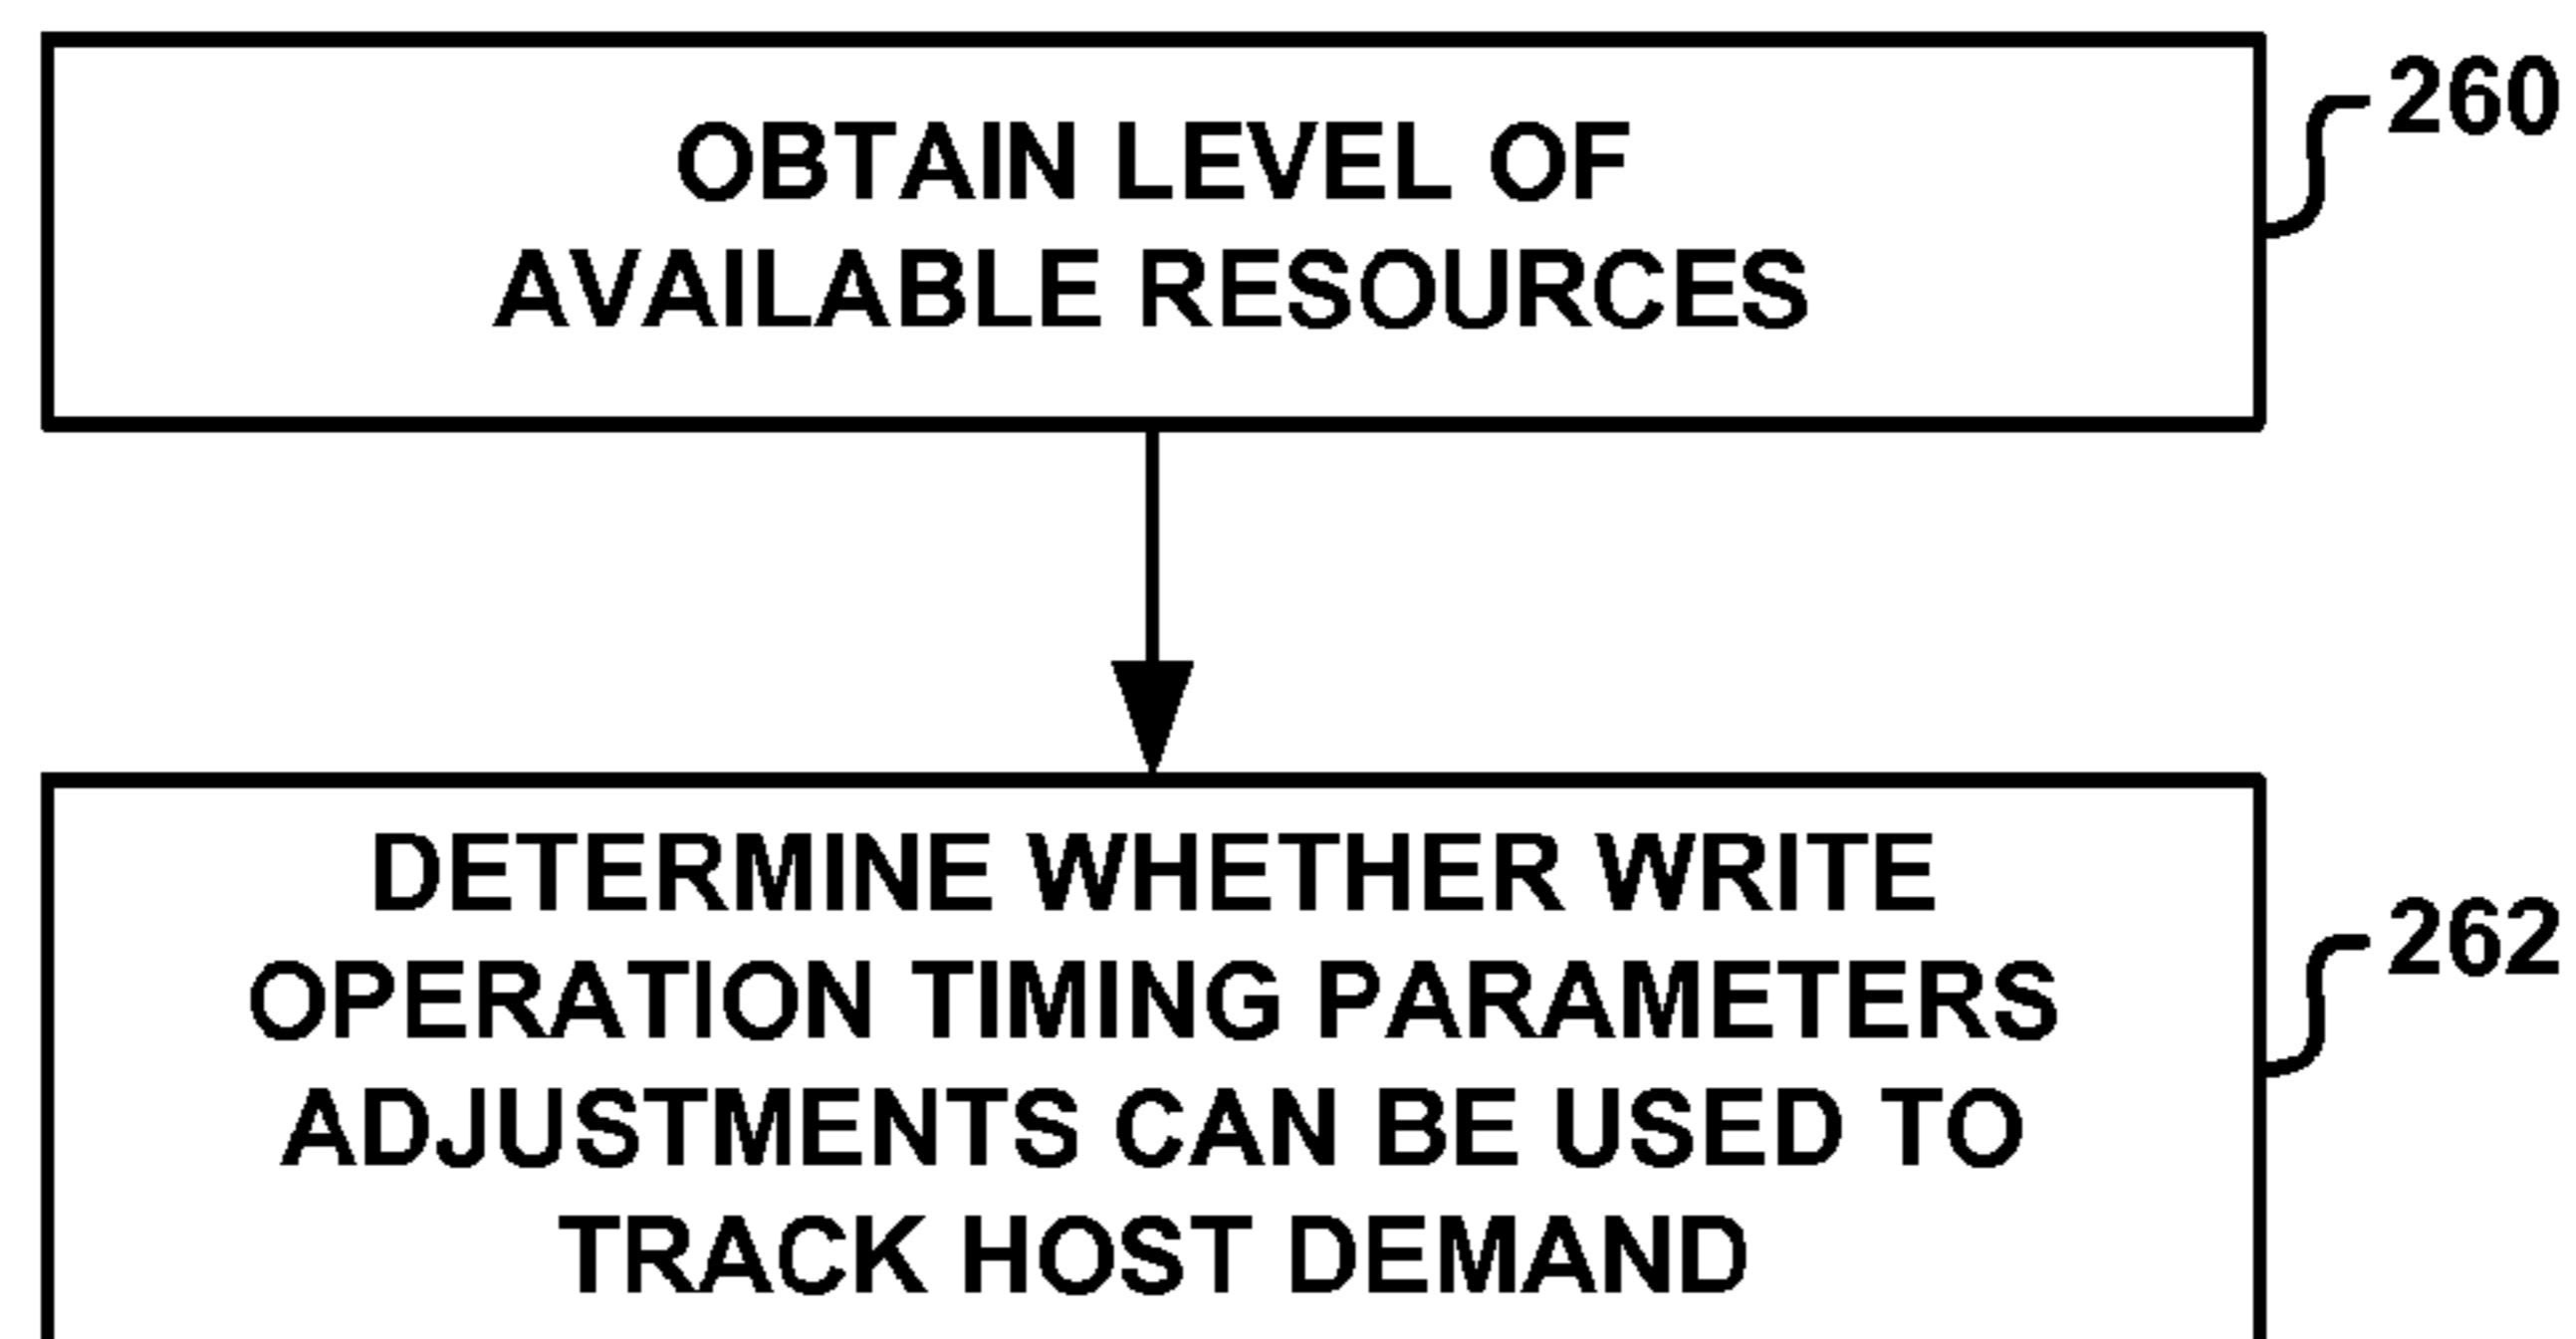 OBTAIN LEVEL OF
AVAILABLE RESOURCES
260
DETERMINE WHETHER WRITE
OPERATION TIMING PARAMETERS
ADJUSTMENTS CAN BE USED TO
TRACK HOST DEMAND
262